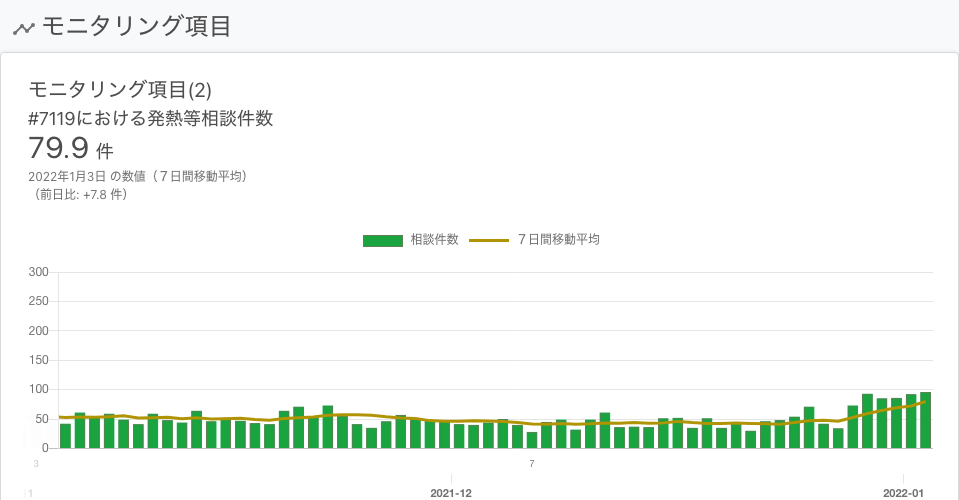 モニタリング項目
モニタリング項目(2)
#7119における発熱等相談件数
79.9 件
2022年1月3日 の数値（７日間移動平均）
（前日比: +7.8 件）
相談件数 ７日間移動平均
300
250
200
150
100
50
0
3 7
1 2021-12 2022-01